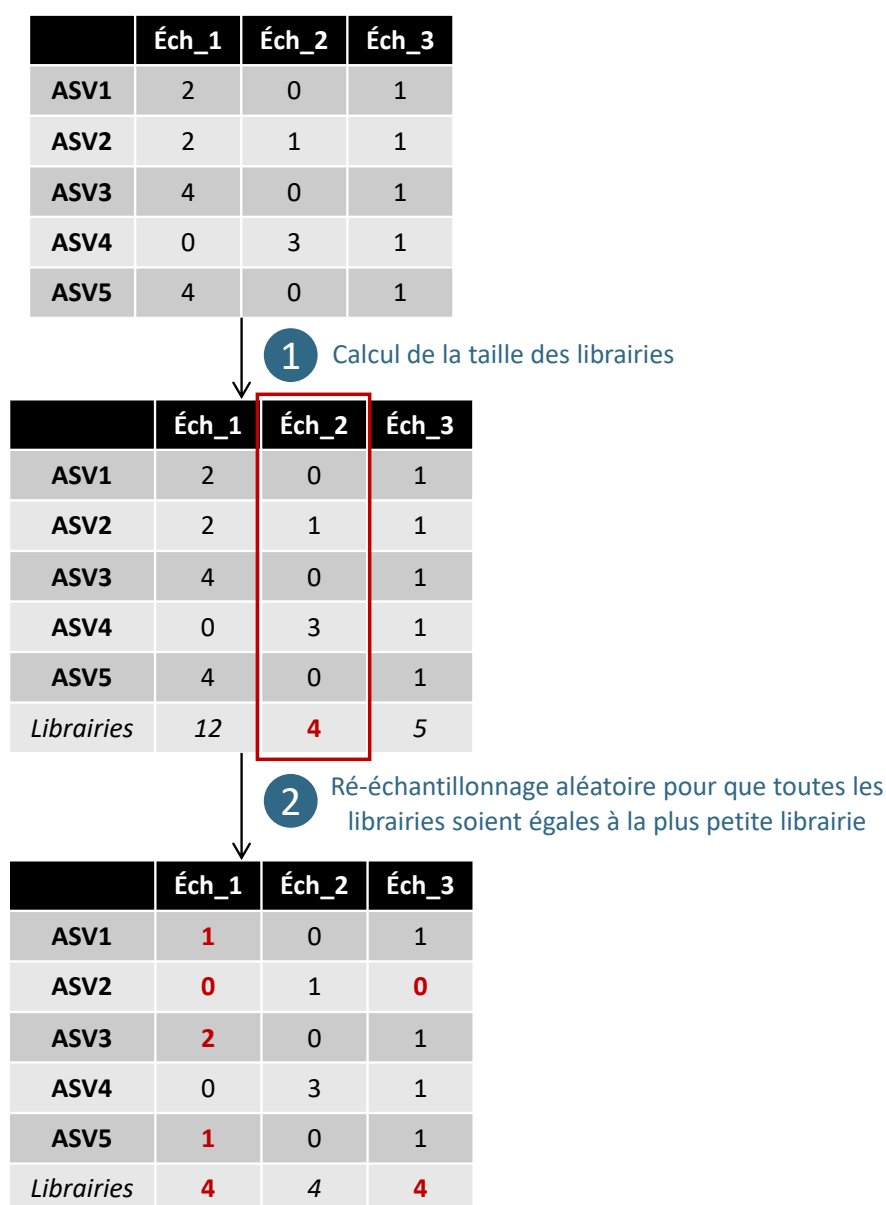 Éch_1 Éch_2 Éch_3
ASV1 2 0 1
ASV2 2 1 1
ASV3 4 0 1
ASV4 0 3 1
ASV5 4 0 1
1 Calcul de la taille des librairies
Éch_1 Éch_2 Éch_3
ASV1 2 0 1
ASV2 2 1 1
ASV3 4 0 1
ASV4 0 3 1
ASV5 4 0 1
Librairies 12 4 5
2 Ré-échantillonnage aléatoire pour que toutes les
librairies soient égales à la plus petite librairie
Éch_1 Éch_2 Éch_3
ASV1 1 0 1
ASV2 0 1 0
ASV3 2 0 1
ASV4 0 3 1
ASV5 1 0 1
Librairies 4 4 4